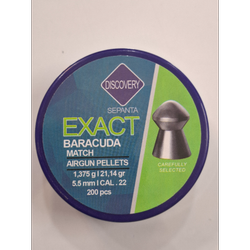 DISCOVERY
SEPANTA
EXACT
BARACUDA
MATCH
AIRGUN PELLETS
1,375 g | 21,14 gr
5.5 mm | CAL . 22
200 pcs
CAREFULLY
SELECTED